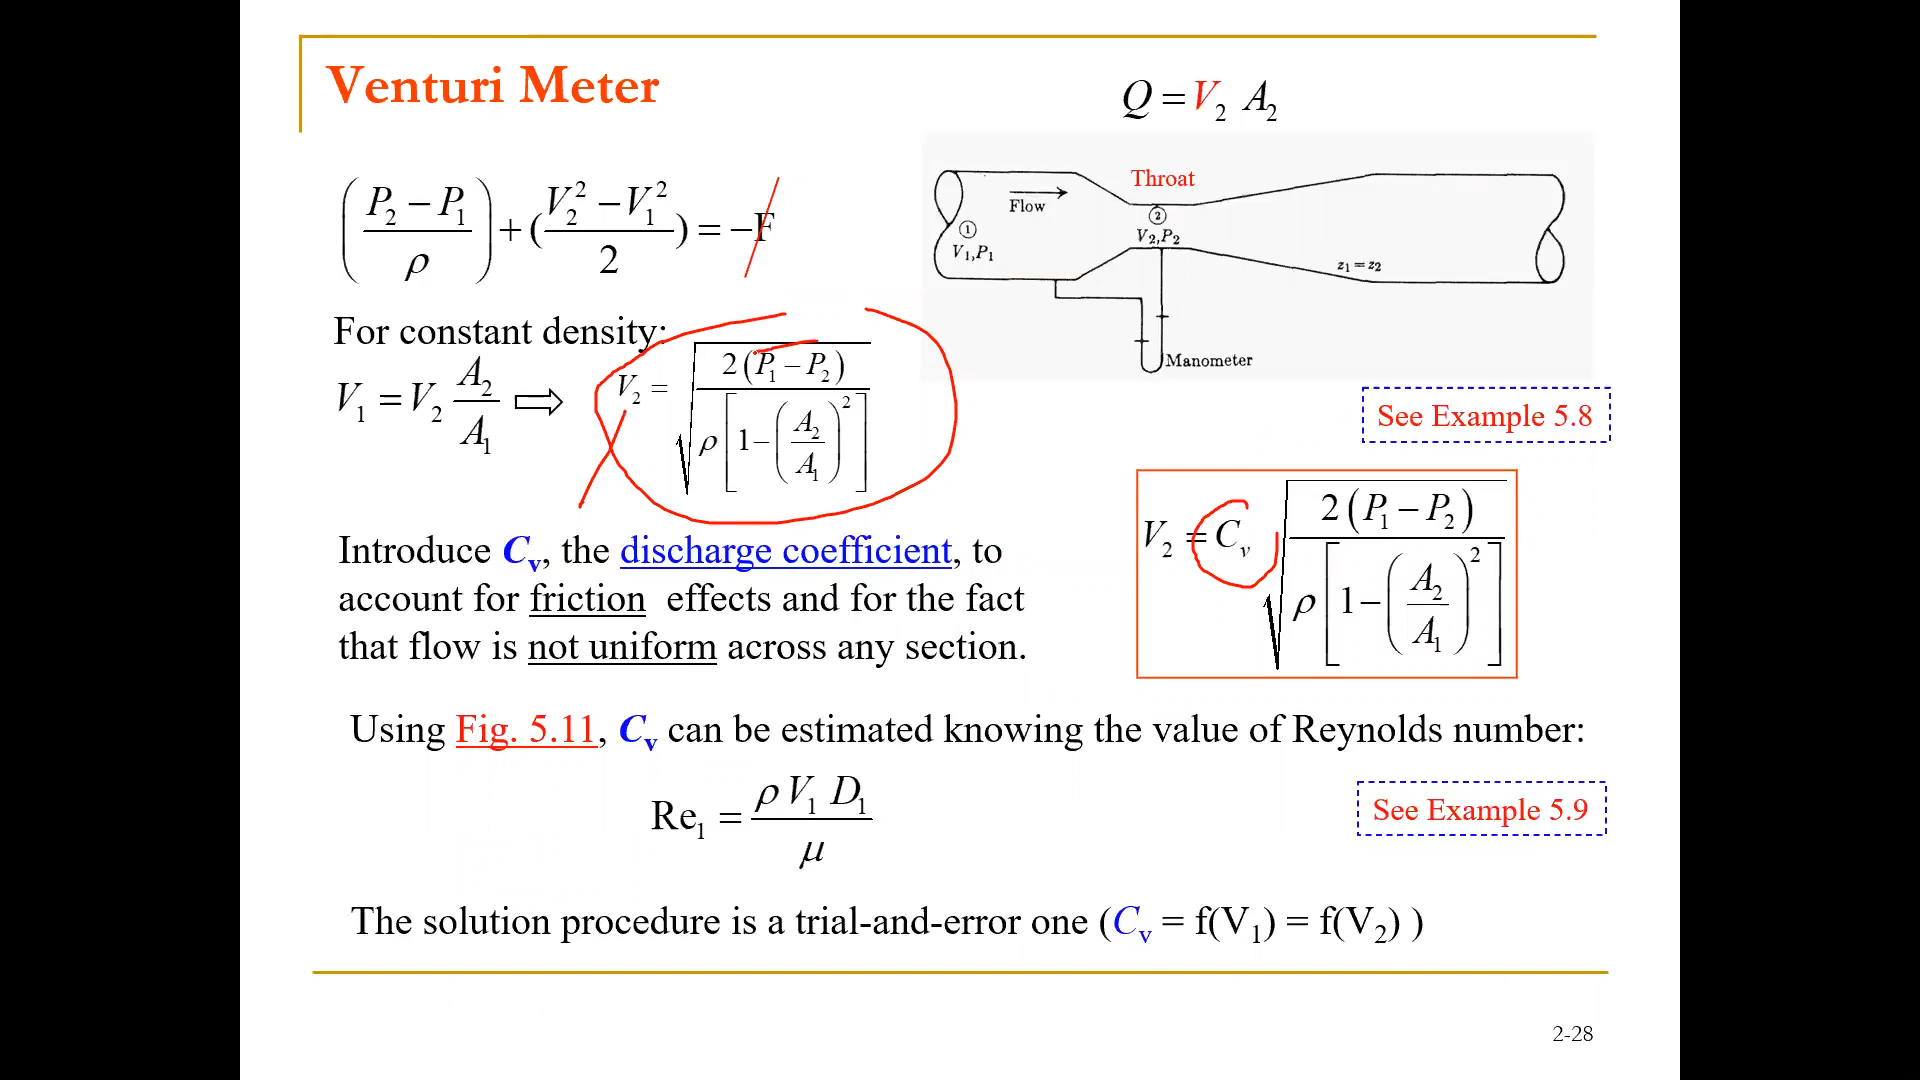 Venturi Meter
Q = V₂ A₂
(P₂ − P₁ / ρ) + (V₂² − V₁² / 2) = −F
Throat
Flow
① V₁,P₁
② V₂,P₂
z₁ = z₂
Manometer
For constant density:
V₁ = V₂ A₂ / A₁ ⇨ V₂ = √(2(P₁ − P₂) / ρ[1 − (A₂ / A₁)²])
See Example 5.8
V₂ = Cᵥ √(2(P₁ − P₂) / ρ[1 − (A₂ / A₁)²])
Introduce Cᵥ, the discharge coefficient, to
account for friction effects and for the fact
that flow is not uniform across any section.
Using Fig. 5.11, Cᵥ can be estimated knowing the value of Reynolds number:
Re₁ = ρ V₁ D₁ / μ
See Example 5.9
The solution procedure is a trial-and-error one (Cᵥ = f(V₁) = f(V₂) )
2-28